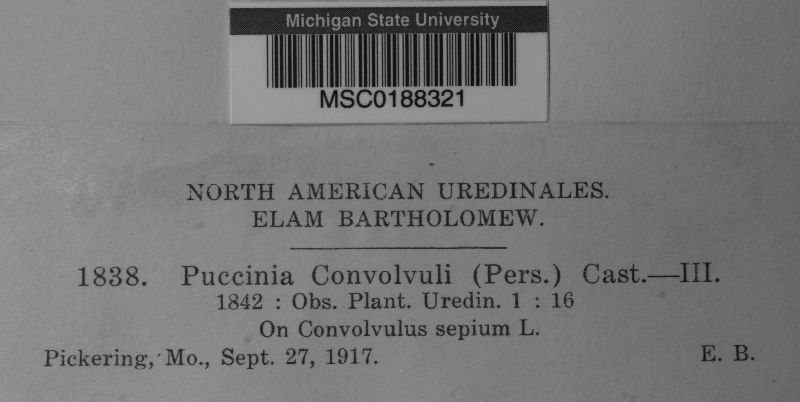 Michigan State University
MSC0188321
NORTH AMERICAN UREDINALES.
ELAM BARTHOLOMEW.
1838. Puccinia Convolvuli (Pers.) Cast.—III.
1842 : Obs. Plant. Uredin. 1 : 16
On Convolvulus sepium L.
Pickering, Mo., Sept. 27, 1917. E. B.